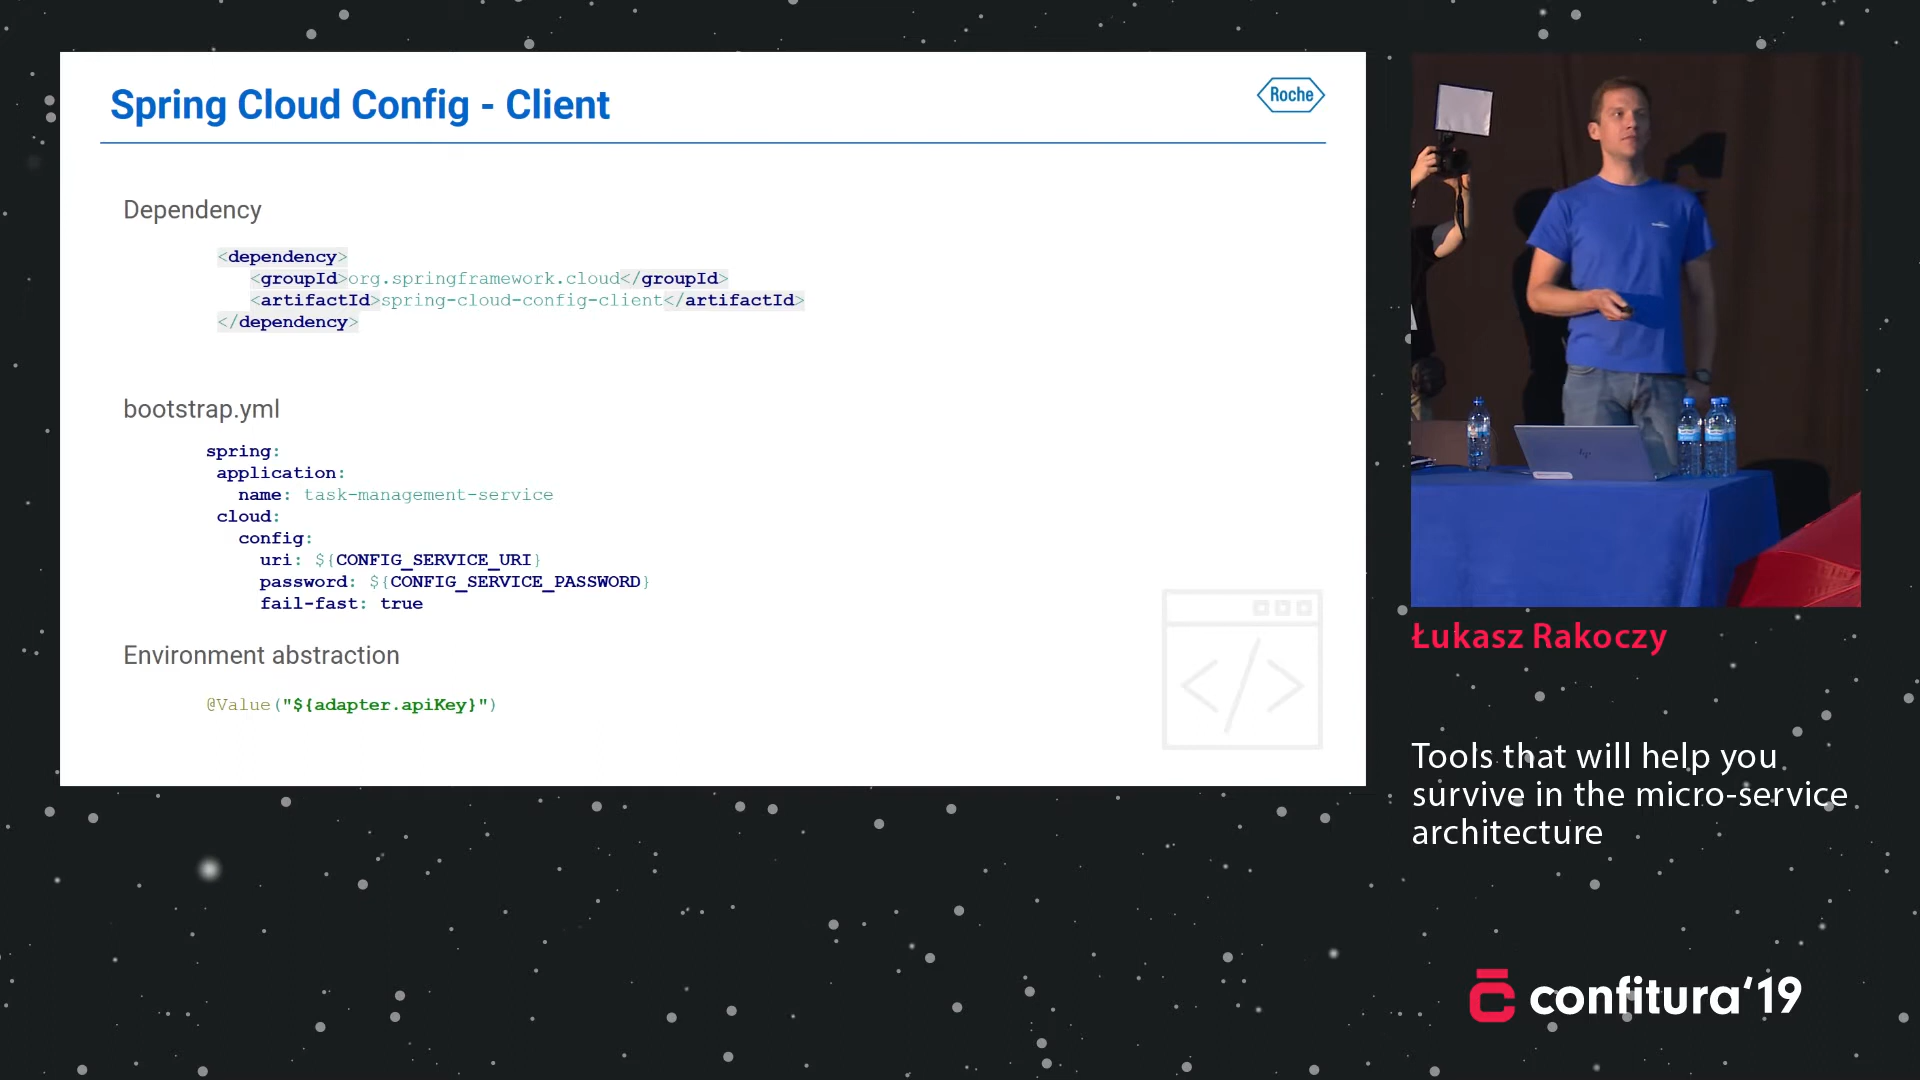 Spring Cloud Config - Client
Roche
Dependency
<dependency>
<groupId>org.springframework.cloud</groupId>
<artifactId>spring-cloud-config-client</artifactId>
</dependency>
bootstrap.yml
spring:
application:
name: task-management-service
cloud:
config:
uri: ${CONFIG_SERVICE_URI}
password: ${CONFIG_SERVICE_PASSWORD}
fail-fast: true
Environment abstraction
@Value("${adapter.apiKey}")
</>
Łukasz Rakoczy
Tools that will help you
survive in the micro-service
architecture
confitura‘19